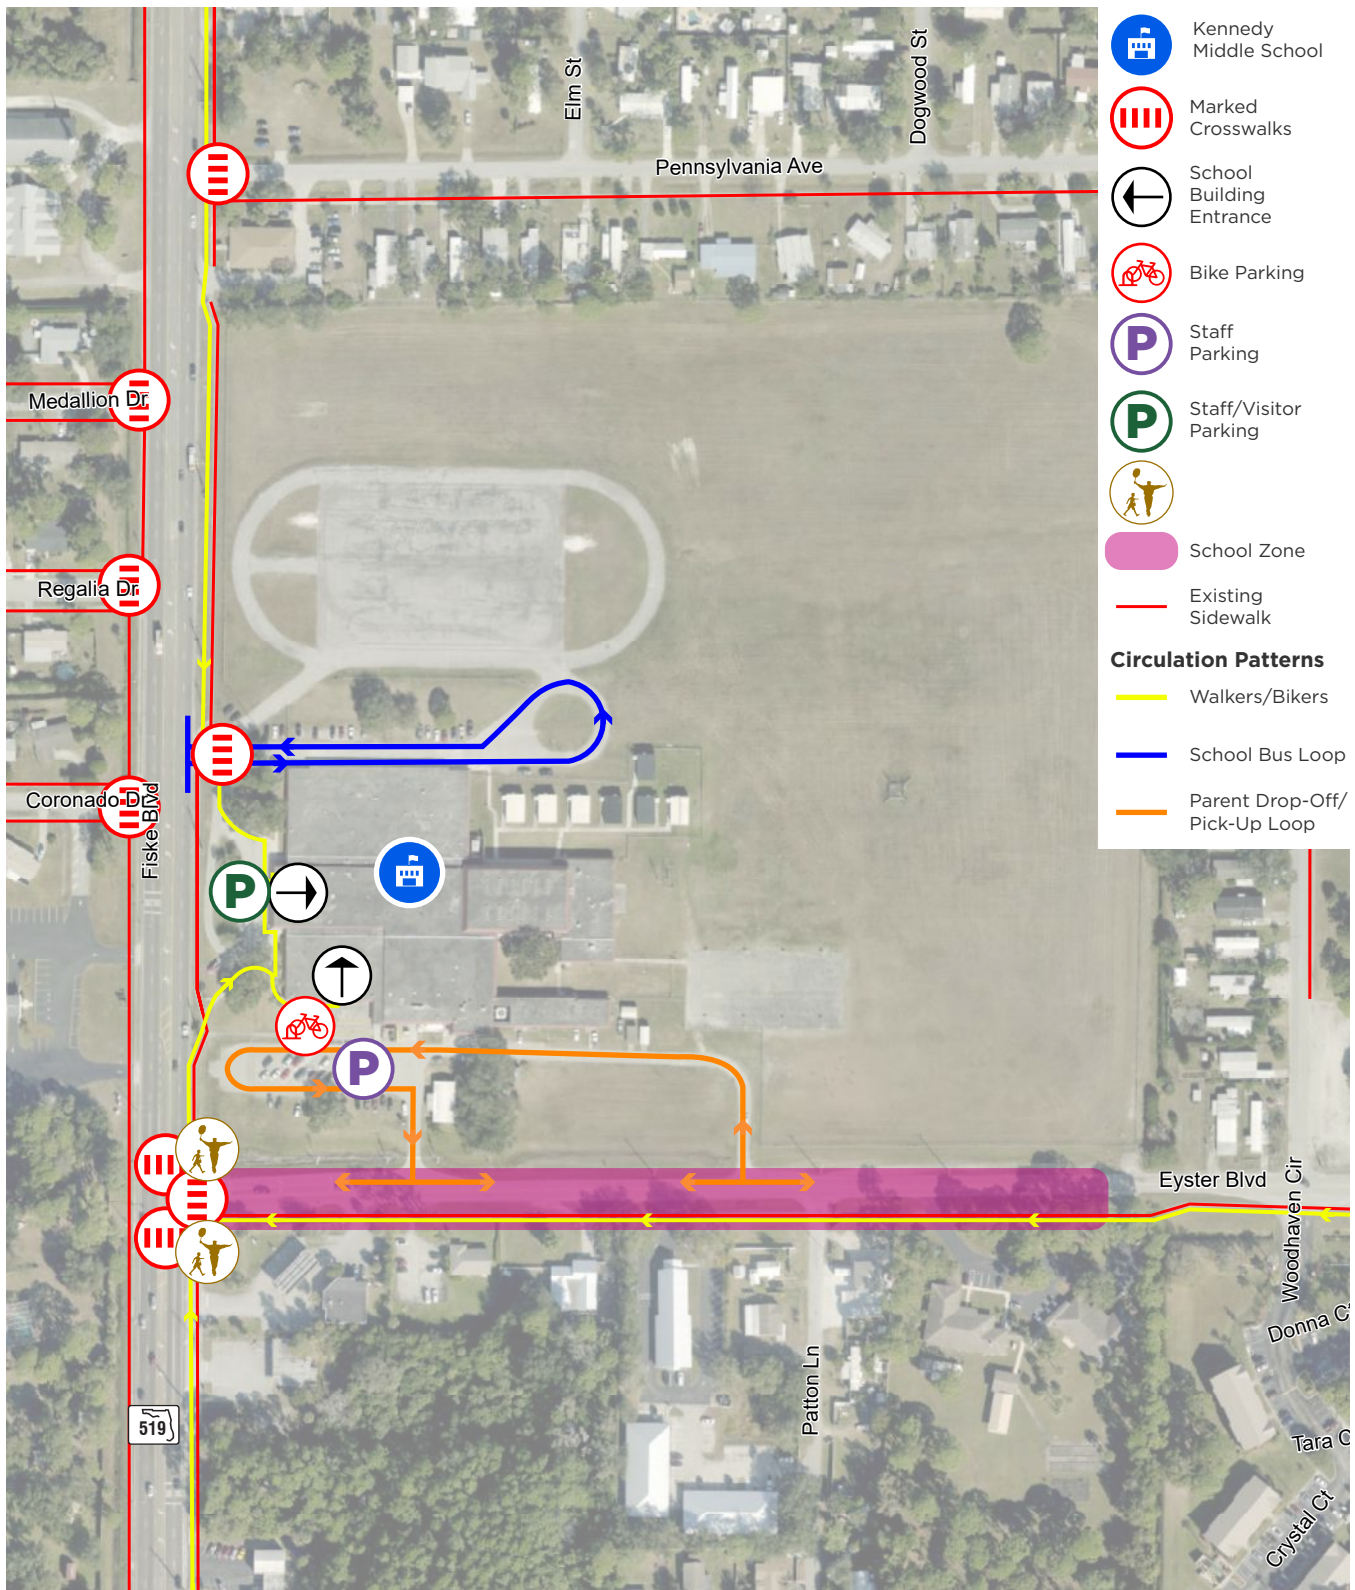 Kennedy
Middle School
Marked
Crosswalks
School
Building
Entrance
Bike Parking
P
Staff
Parking
P
Staff/Visitor
Parking
School Zone
Existing
Sidewalk
Circulation Patterns
Walkers/Bikers
School Bus Loop
Parent Drop-Off/
Pick-Up Loop
Elm St
Dogwood St
Pennsylvania Ave
Medallion Dr
Regalia Dr
Coronado Dr
Fiske Blvd
P
P
Eyster Blvd
Woodhaven Cir
Donna Ct
Patton Ln
519
Tara C
Crystal Ct